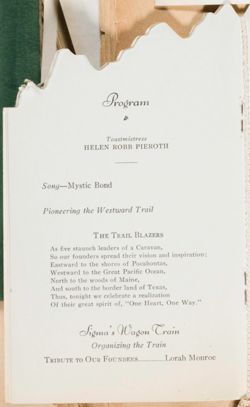 Program
Toastmistress
HELEN ROBB PIEROTH
Song—Mystic Bond
Pioneering the Westward Trail
THE TRAIL BLAZERS
As five staunch leaders of a Caravan,
So our founders spread their vision and inspiration;
Eastward to the shores of Pocahontas,
Westward to the Great Pacific Ocean,
North to the woods of Maine,
And south to the border land of Texas,
Thus, tonight we celebrate a realization
Of their great spirit of, "One Heart, One Way."
Sigma's Wagon Train
Organizing the Train
TRIBUTE TO OUR FOUNDERS..........Lorah Monroe